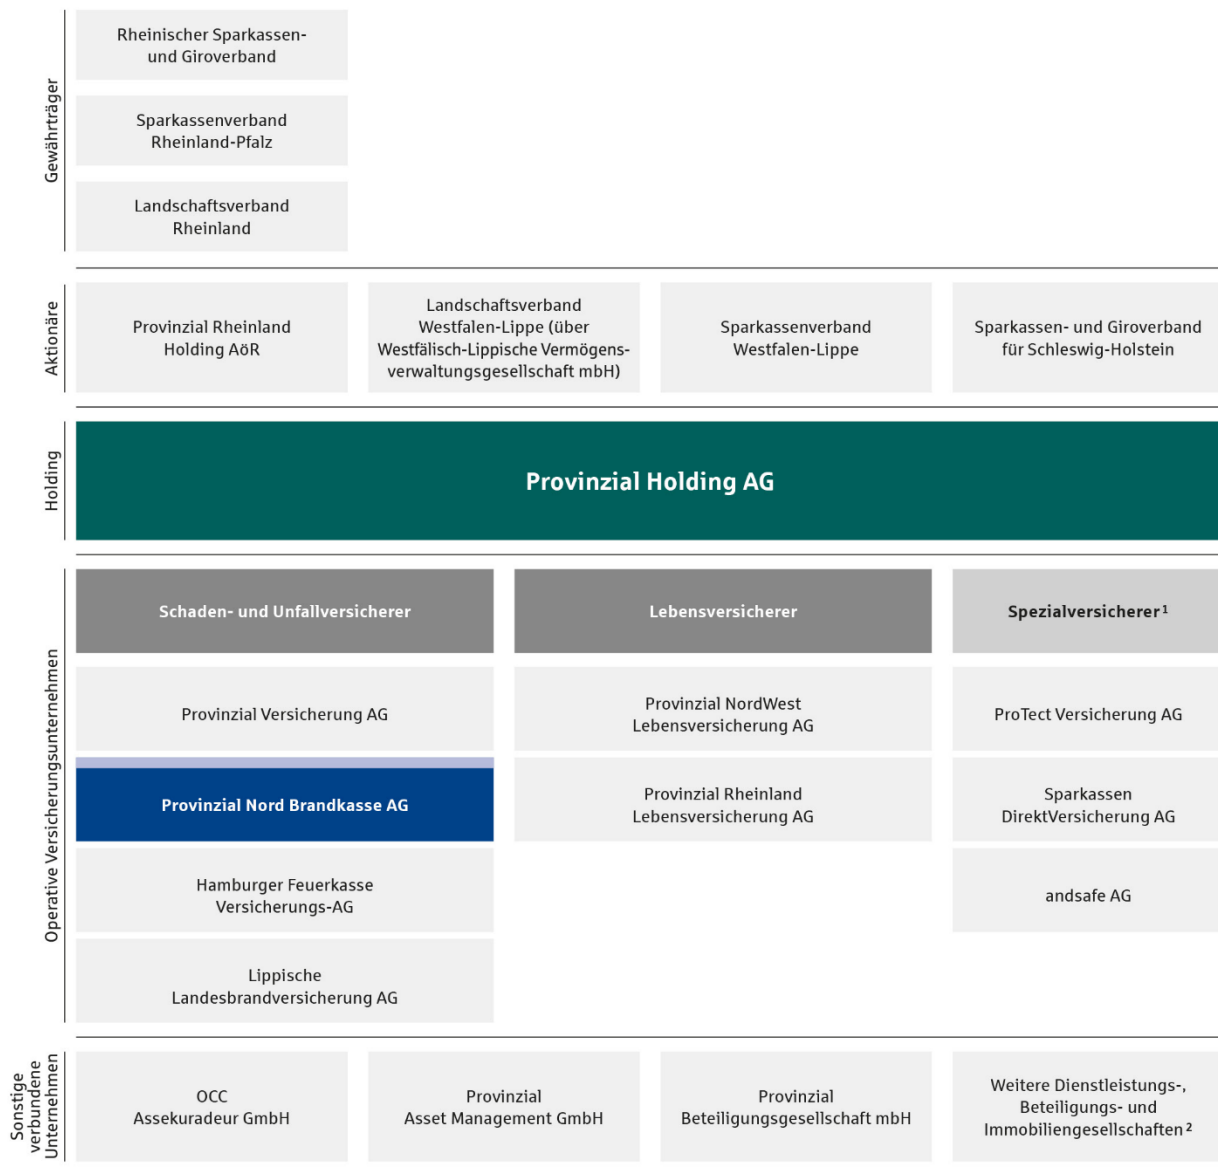 Gewährträger
Rheinischer Sparkassen-
und Giroverband
Sparkassenverband
Rheinland-Pfalz
Landschaftsverband
Rheinland
Aktionäre
Provinzial Rheinland
Holding AöR
Landschaftsverband
Westfalen-Lippe (über
Westfälisch-Lippische Vermögens-
verwaltungsgesellschaft mbH)
Sparkassenverband
Westfalen-Lippe
Sparkassen- und Giroverband
für Schleswig-Holstein
Holding
Provinzial Holding AG
Operative Versicherungsunternehmen
Schaden- und Unfallversicherer
Provinzial Versicherung AG
Provinzial Nord Brandkasse AG
Hamburger Feuerkasse
Versicherungs-AG
Lippische
Landesbrandversicherung AG
Lebensversicherer
Provinzial NordWest
Lebensversicherung AG
Provinzial Rheinland
Lebensversicherung AG
Spezialversicherer¹
ProTect Versicherung AG
Sparkassen
DirektVersicherung AG
andsafe AG
Sonstige
verbundene
Unternehmen
OCC
Assekuradeur GmbH
Provinzial
Asset Management GmbH
Provinzial
Beteiligungsgesellschaft mbH
Weitere Dienstleistungs-,
Beteiligungs- und
Immobiliengesellschaften²